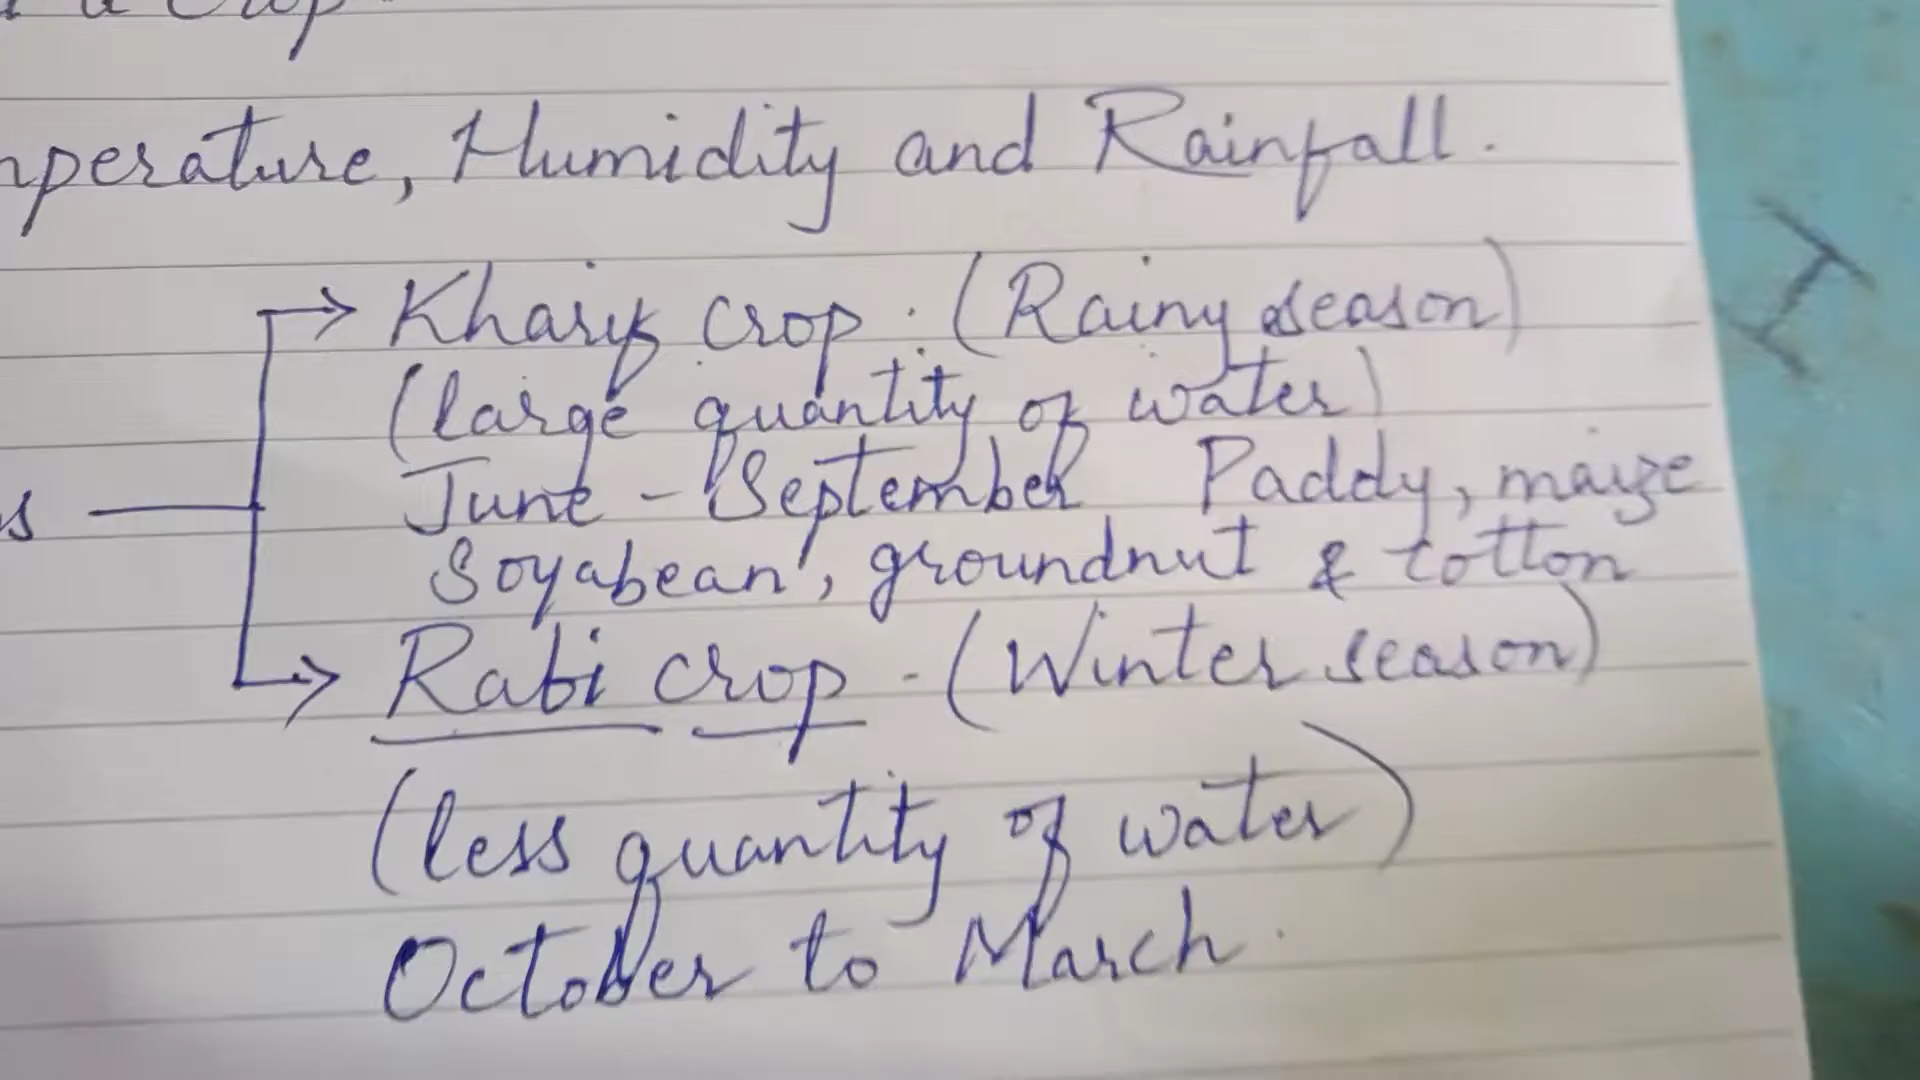 a crop
perature, Humidity and Rainfall.
Kharif crop. (Rainy season)
(large quantity of water)
s
June - September Paddy, maize
Soyabean, groundnut & cotton
Rabi crop - (Winter season)
(less quantity of water)
October to March.